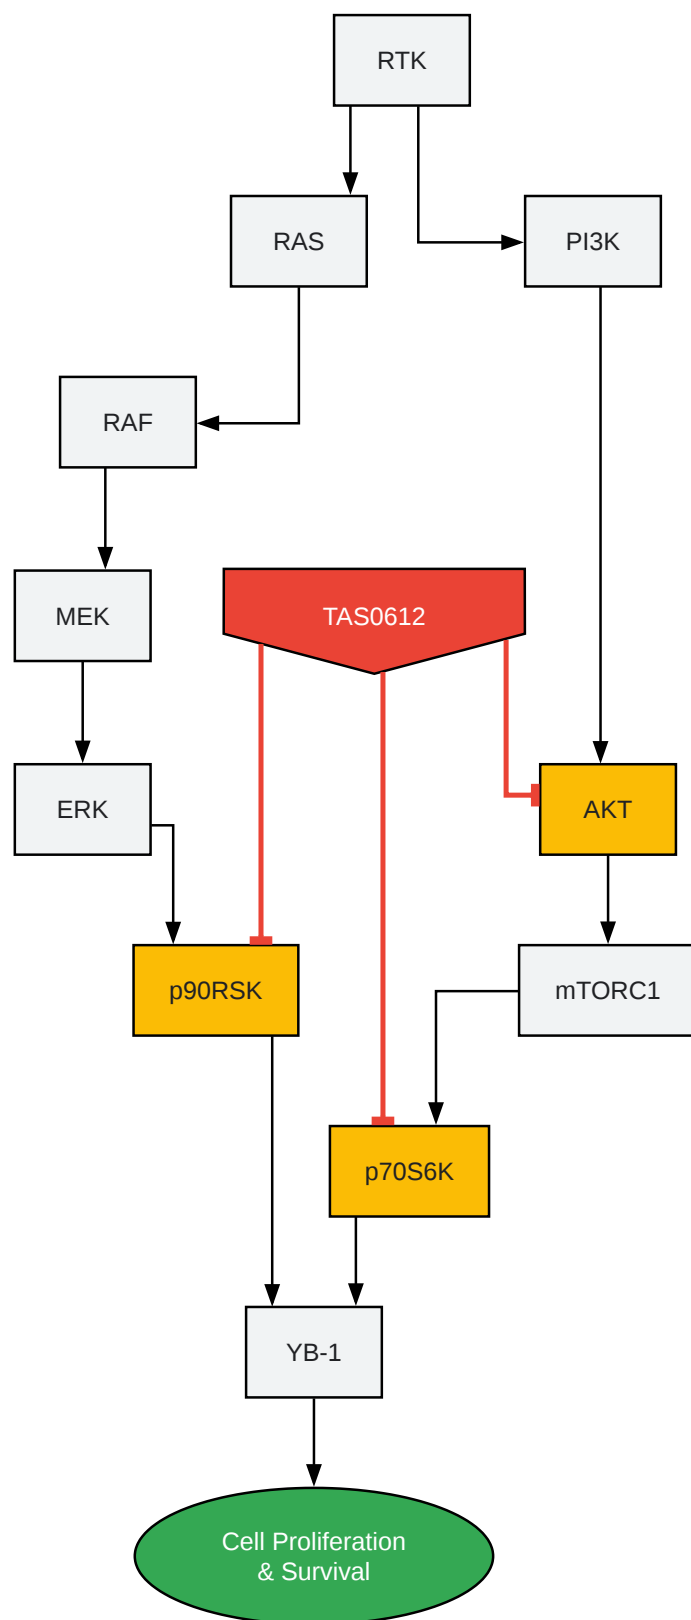 RTK
RAS
PI3K
RAF
MEK
TAS0612
ERK
AKT
p90RSK
mTORC1
p70S6K
YB-1
Cell Proliferation
& Survival